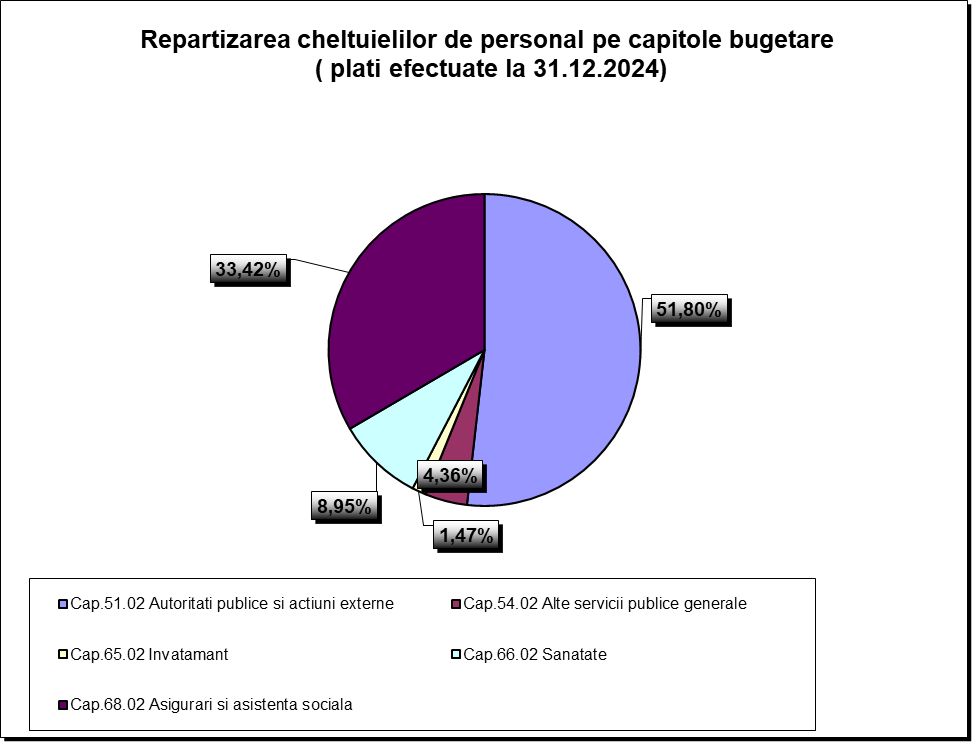 Repartizarea cheltuielilor de personal pe capitole bugetare
( plati efectuate la 31.12.2024)
33,42%
51,80%
4,36%
8,95%
1,47%
Cap.51.02 Autoritati publice si actiuni externe
Cap.54.02 Alte servicii publice generale
Cap.65.02 Invatamant
Cap.66.02 Sanatate
Cap.68.02 Asigurari si asistenta sociala